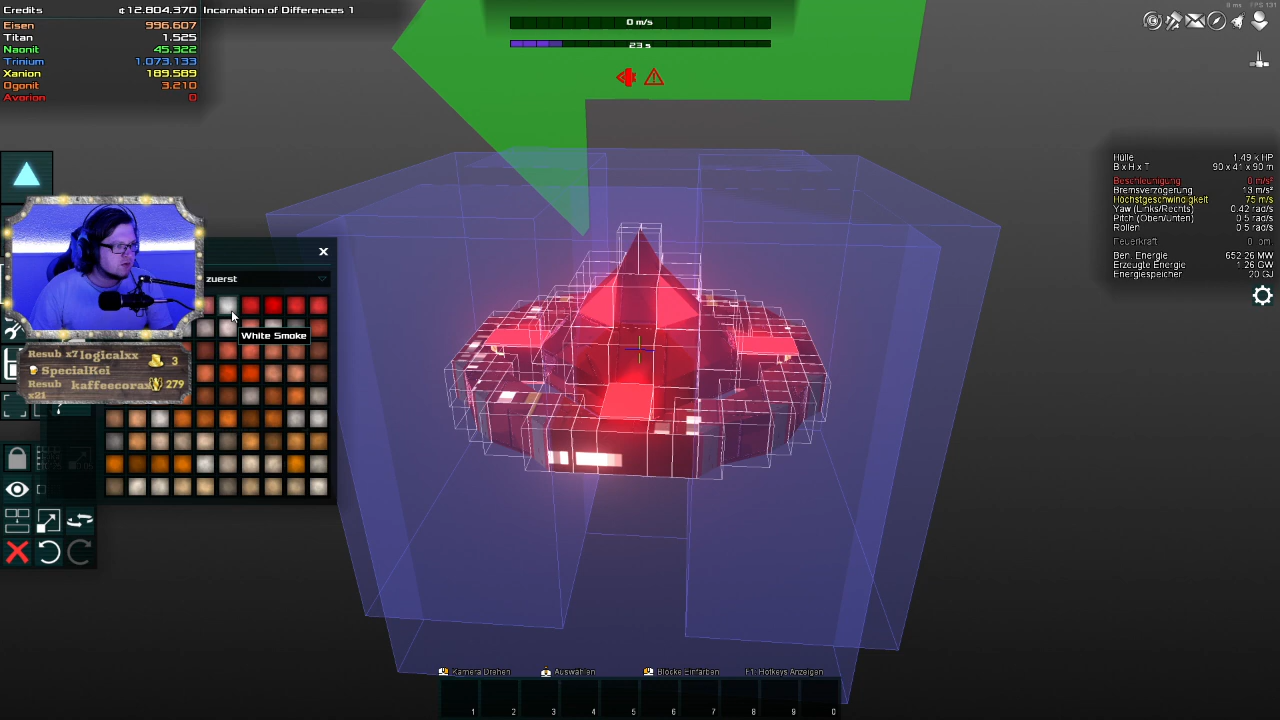 Credits ¢12.804.370 Incarnation of Differences 1
Eisen 996.607
Titan 1.525
Naonit 45.322
Trinium 1.073.133
Xanion 189.589
Ogonit 3.210
Avorion 0
0 m/s
23 s
8 ms FPS 131
Hülle 1.49 k HP
B x H x T 90 x 41 x 90 m
Beschleunigung 0 m/s²
Bremsverzögerung 13 m/s²
Höchstgeschwindigkeit 75 m/s
Yaw (Links/Rechts) 0.42 rad/s
Pitch (Oben/Unten) 0.5 rad/s
Rollen 0.5 rad/s
Feuerkraft 0
Ben. Energie 652.26 MW
Erzeugte Energie 1.26 GW
Energiespeicher 20 GJ
zuerst
White Smoke
Resub x7 logicalxx 3
SpecialKei
Resub x21 kaffeecorax 279
Kamera Drehen Auswählen Blöcke Einfärben F1 Hotkeys Anzeigen
1 2 3 4 5 6 7 8 9 0